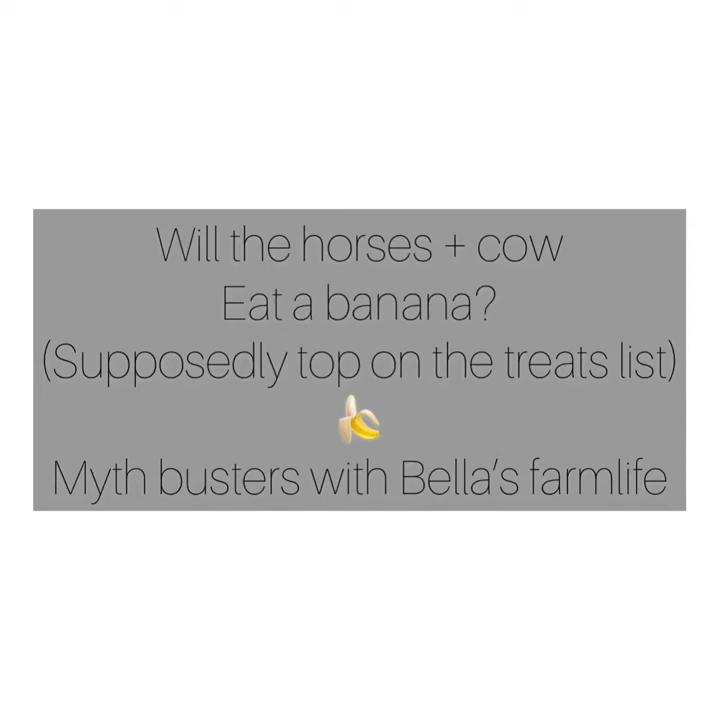 Will the horses + cow
Eat a banana?
(Supposedly top on the treats list)
🍌
Myth busters with Bella’s farmlife